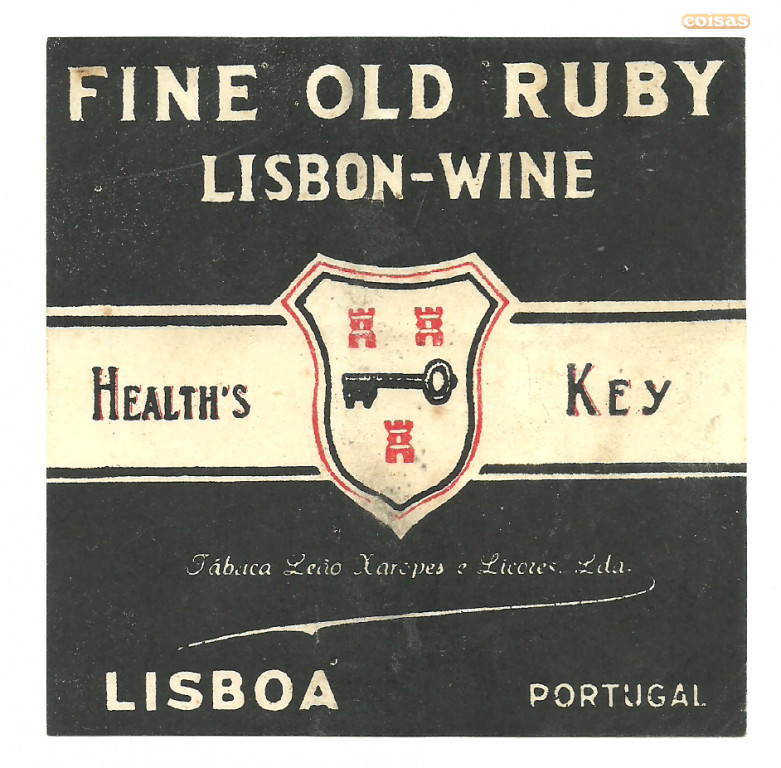 coisas
FINE OLD RUBY
LISBON-WINE
HEALTH'S KEY
Fábrica Leão Xaropes e Licores, Lda.
LISBOA
PORTUGAL